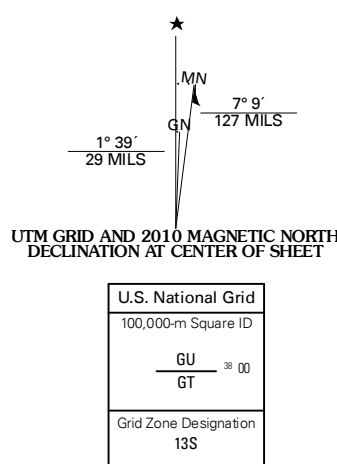 ★
MN
GN
7° 9´
127 MILS
1° 39´
29 MILS
UTM GRID AND 2010 MAGNETIC NORTH
DECLINATION AT CENTER OF SHEET
U.S. National Grid
100,000-m Square ID
GU
38 00
GT
Grid Zone Designation
13S